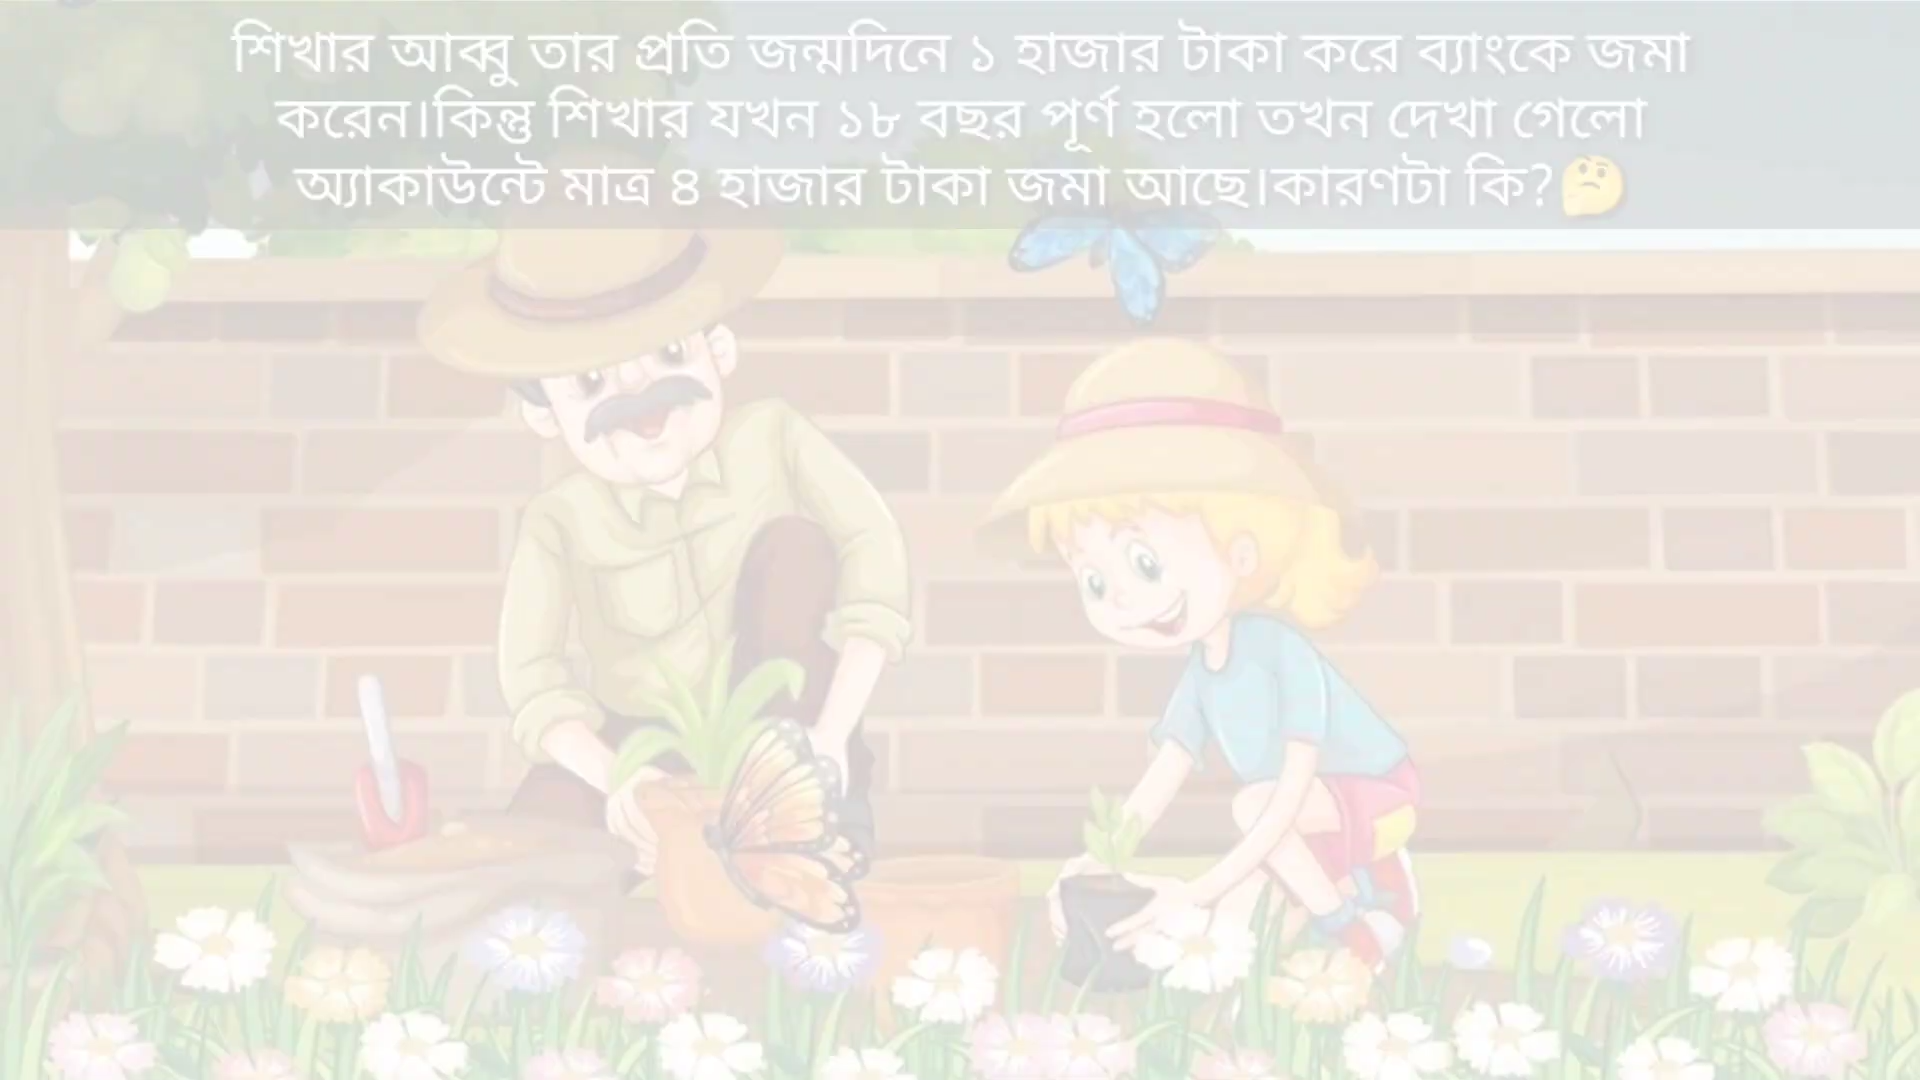 শিখার আব্বু তার প্রতি জন্মদিনে ১ হাজার টাকা করে ব্যাংকে জমা
করেন।কিন্তু শিখার যখন ১৮ বছর পূর্ণ হলো তখন দেখা গেলো
অ্যাকাউন্টে মাত্র ৪ হাজার টাকা জমা আছে।কারণটা কি?🤔